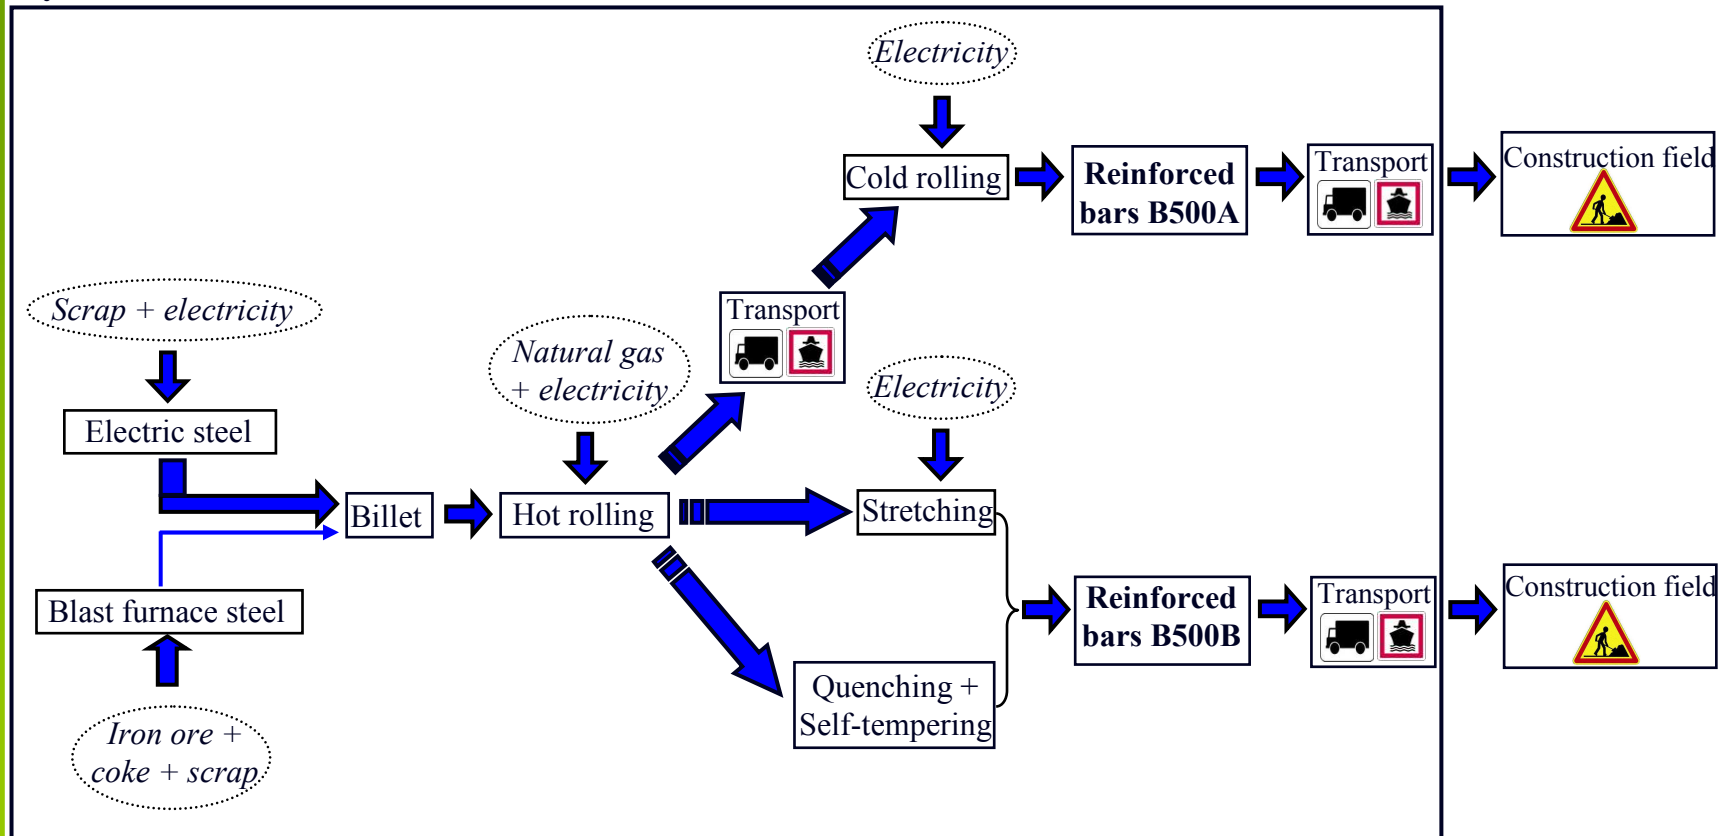 Electricity
Cold rolling
Reinforced
bars B500A
Transport
Construction field
Scrap + electricity
Natural gas
+ electricity
Transport
Electricity
Electric steel
Billet
Hot rolling
Stretching
Blast furnace steel
Reinforced
bars B500B
Transport
Construction field
Quenching +
Self-tempering
Iron ore +
coke + scrap